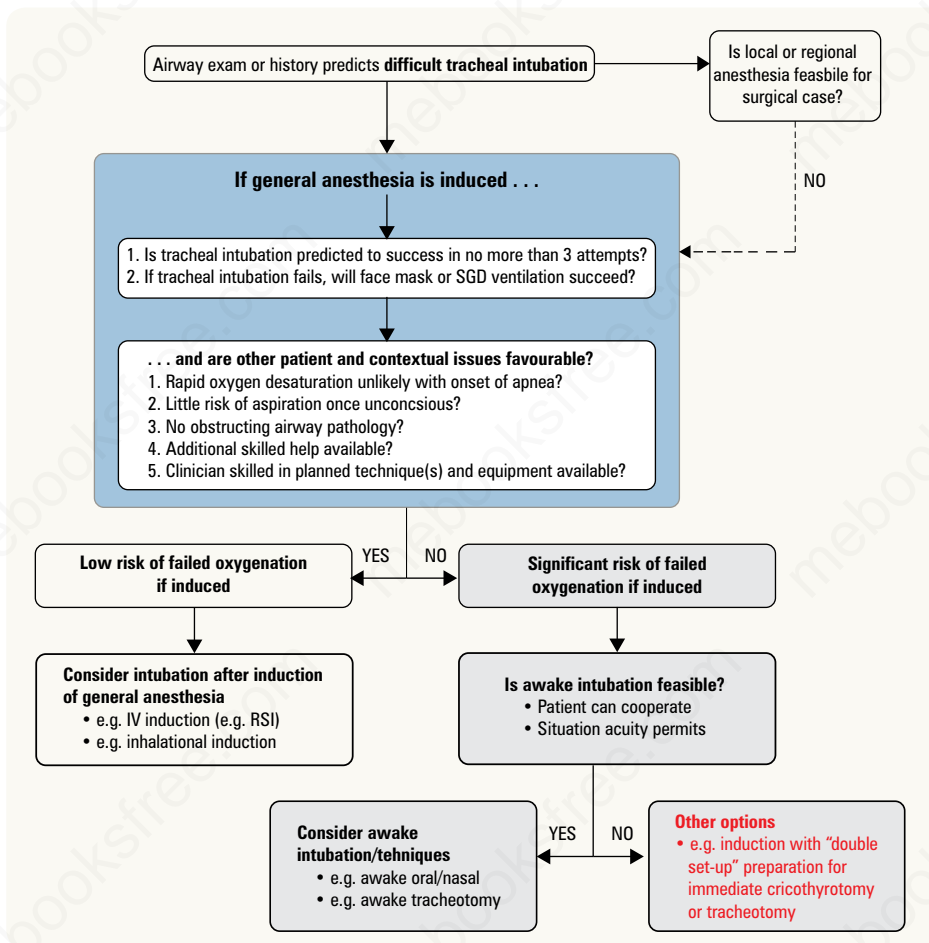 Airway exam or history predicts difficult tracheal intubation
Is local or regional
anesthesia feasbile for
surgical case?
NO
If general anesthesia is induced . . .
1. Is tracheal intubation predicted to success in no more than 3 attempts?
2. If tracheal intubation fails, will face mask or SGD ventilation succeed?
. . . and are other patient and contextual issues favourable?
1. Rapid oxygen desaturation unlikely with onset of apnea?
2. Little risk of aspiration once unconcsious?
3. No obstructing airway pathology?
4. Additional skilled help available?
5. Clinician skilled in planned technique(s) and equipment available?
YES
NO
Low risk of failed oxygenation
if induced
Significant risk of failed
oxygenation if induced
Consider intubation after induction
of general anesthesia
• e.g. IV induction (e.g. RSI)
• e.g. inhalational induction
Is awake intubation feasible?
• Patient can cooperate
• Situation acuity permits
YES
NO
Consider awake
intubation/tehniques
• e.g. awake oral/nasal
• e.g. awake tracheotomy
Other options
• e.g. induction with “double
set-up” preparation for
immediate cricothyrotomy
or tracheotomy
mebooksfree.com